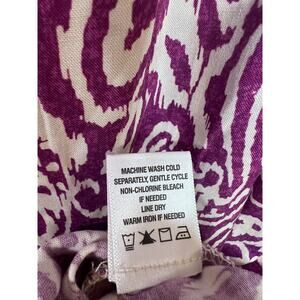 MACHINE WASH COLD
SEPARATELY, GENTLE CYCLE
NON-CHLORINE BLEACH
IF NEEDED
LINE DRY
WARM IRON IF NEEDED